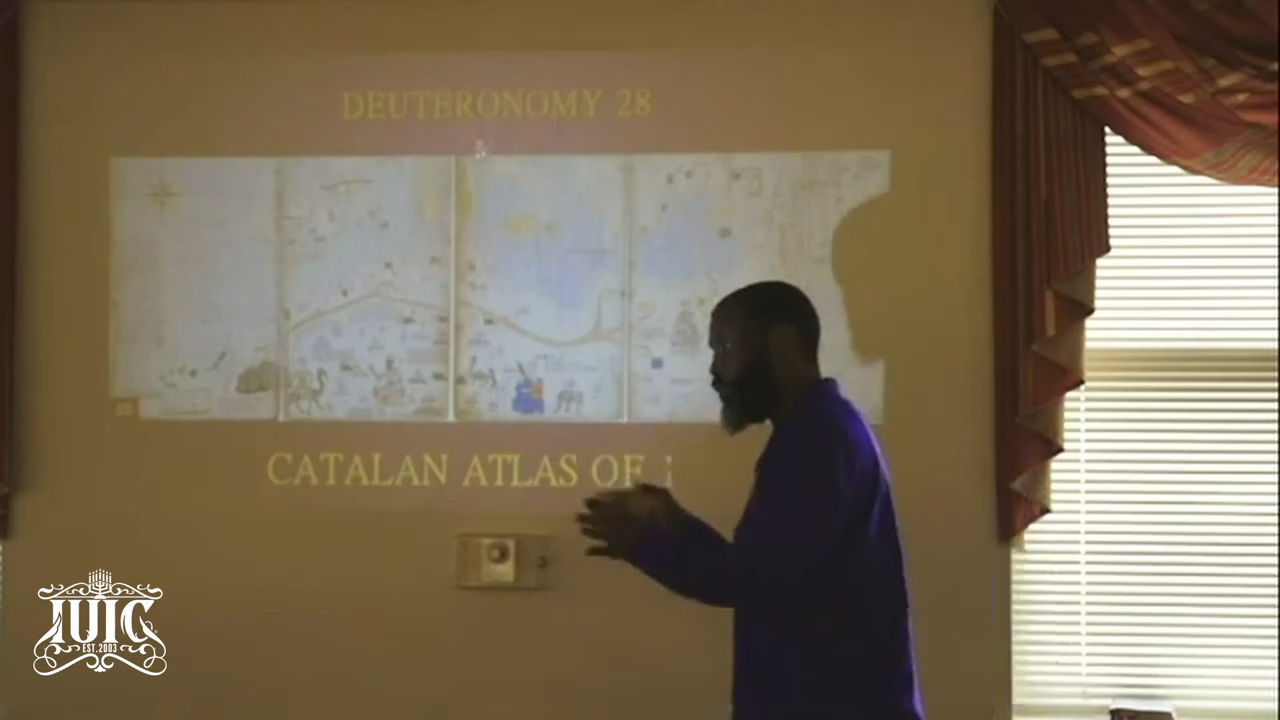 DEUTERONOMY 28
CATALAN ATLAS OF
IUIC
EST. 2003